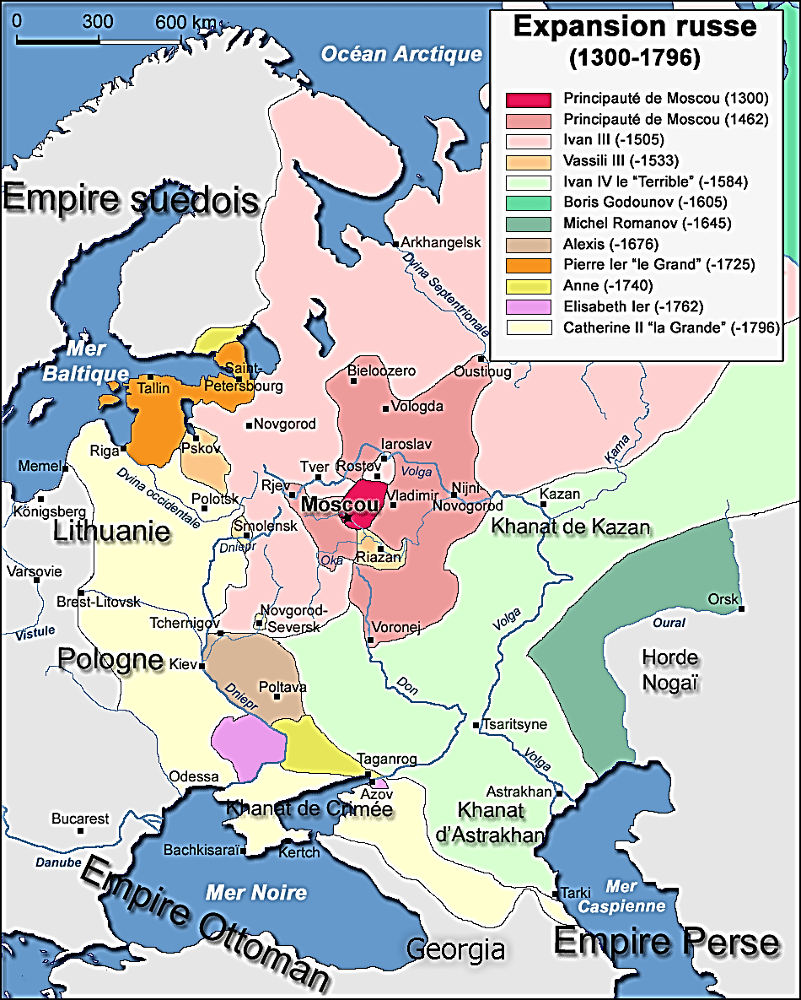 0 300 600 km
Océan Arctique
Expansion russe
(1300-1796)
Principauté de Moscou (1300)
Principauté de Moscou (1462)
Ivan III (-1505)
Vassili III (-1533)
Ivan IV le "Terrible" (-1584)
Boris Godounov (-1605)
Michel Romanov (-1645)
Alexis (-1676)
Pierre Ier "le Grand" (-1725)
Anne (-1740)
Elisabeth Ier (-1762)
Catherine II "la Grande" (-1796)
Empire suédois
Arkhangelsk
Dvina Septentrionale
Mer
Baltique
Saint-
Petersbourg
Tallin
Bieloozero
Oustioug
Vologda
Novgorod
Riga
Pskov
Iaroslav
Tver
Rostov
Volga
Kama
Memel
Dvina occidentale
Polotsk
Rjev
Moscou
Vladimir
Nijni-
Novogorod
Kazan
Königsberg
Lithuanie
Smolensk
Dniepr
Khanat de Kazan
Oka
Riazan
Varsovie
Brest-Litovsk
Vistule
Tchernigov
Novgorod-
Seversk
Voronej
Volga
Orsk
Oural
Pologne
Kiev
Poltava
Dniepr
Don
Horde
Nogaï
Tsaritsyne
Volga
Taganrog
Odessa
Azov
Astrakhan
Khanat de Crimée
Khanat
d'Astrakhan
Bucarest
Danube
Bachkisaraï
Kertch
Mer Noire
Empire Ottoman
Tarki
Mer
Caspienne
Georgia
Empire Perse